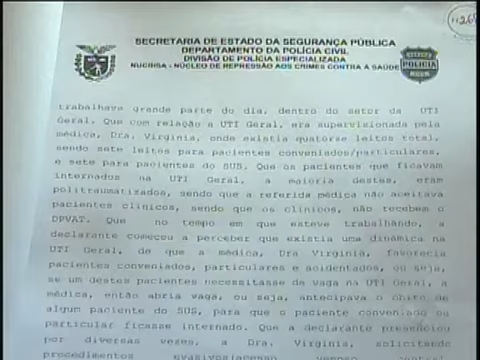 SECRETARIA DE ESTADO DA SEGURANÇA PÚBLICA
DEPARTAMENTO DA POLÍCIA CIVIL
DIVISÃO DE POLÍCIA ESPECIALIZADA
NUCRISA - NÚCLEO DE REPRESSÃO AOS CRIMES CONTRA A SAÚDE
POLÍCIA
trabalhava grande parte do dia, dentro do setor da UTI
Geral. Que com relação a UTI Geral, era supervisionada pela
médica, Dra. Virginia, onde existia quatorze leitos total,
sendo sete leitos para pacientes conveniados/particulares,
e sete para pacientes do SUS. Que os pacientes que ficavam
internados na UTI Geral, a maioria destes, eram
politraumatizados, sendo que a referida médica não aceitava
pacientes clínicos, sendo que os clínicos, não recebem o
DPVAT. Que no tempo em que esteve trabalhando, a
declarante começou a perceber que existia uma dinâmica na
UTI Geral, de que a médica, Dra Virginia, favorecia
pacientes conveniados, particulares e acidentados, ou seja,
se um destes pacientes necessitasse de vaga na UTI Geral, a
médica, então abria vaga, ou seja, antecipava o óbito de
algum paciente do SUS, para que o paciente conveniado ou
particular ficasse internado. Que a declarante presenciou
por diversas vezes, a Dra. Virginia, solicitando
procedimentos